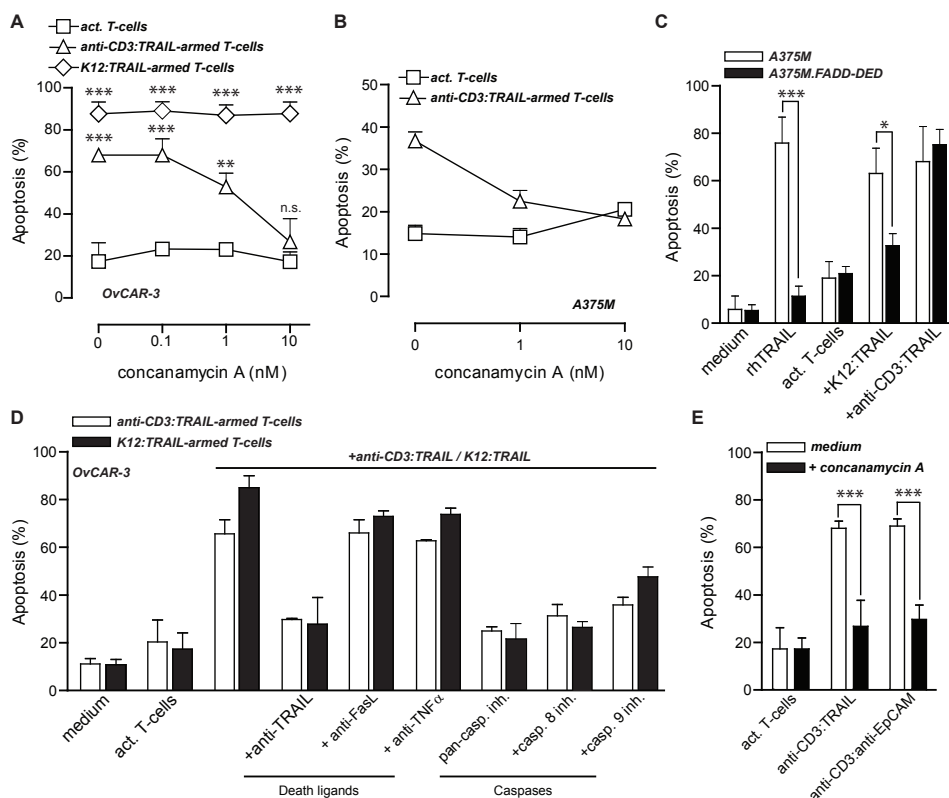 A
act. T-cells
anti-CD3:TRAIL-armed T-cells
K12:TRAIL-armed T-cells
100
80
60
40
20
0
Apoptosis (%)
*** *** *** ***
*** ***
**
n.s.
OvCAR-3
0 0.1 1 10
concanamycin A (nM)
B
act. T-cells
anti-CD3:TRAIL-armed T-cells
50
40
30
20
10
0
Apoptosis (%)
A375M
0 1 10
concanamycin A (nM)
C
A375M
A375M.FADD-DED
100
80
60
40
20
0
Apoptosis (%)
***
*
medium
rhTRAIL
act. T-cells
+K12:TRAIL
+anti-CD3:TRAIL
D
anti-CD3:TRAIL-armed T-cells
K12:TRAIL-armed T-cells
OvCAR-3
+anti-CD3:TRAIL / K12:TRAIL
100
80
60
40
20
0
Apoptosis (%)
medium
act. T-cells
+anti-TRAIL
+ anti-FasL
+ anti-TNFα
pan-casp. inh.
+casp. 8 inh.
+casp. 9 inh.
Death ligands
Caspases
E
medium
+ concanamycin A
100
80
60
40
20
0
Apoptosis (%)
*** ***
act. T-cells
anti-CD3:TRAIL
anti-CD3:anti-EpCAM